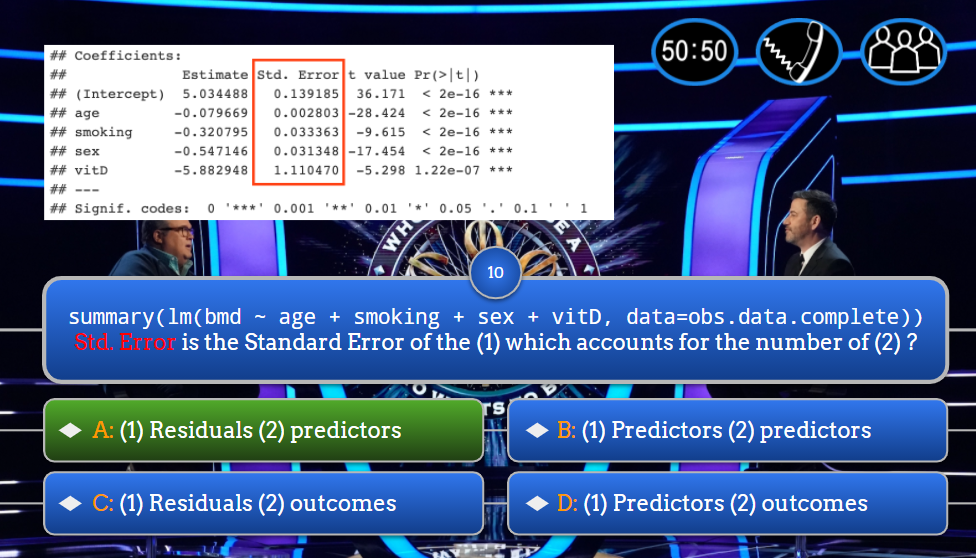 ## Coefficients:
## Estimate Std. Error t value Pr(>|t|)
## (Intercept) 5.034488 0.139185 36.171 < 2e-16 ***
## age -0.079669 0.002803 -28.424 < 2e-16 ***
## smoking -0.320795 0.033363 -9.615 < 2e-16 ***
## sex -0.547146 0.031348 -17.454 < 2e-16 ***
## vitD -5.882948 1.110470 -5.298 1.22e-07 ***
## ---
## Signif. codes: 0 '***' 0.001 '**' 0.01 '*' 0.05 '.' 0.1 ' ' 1
50:50
WHO
BE A
10
summary(lm(bmd ~ age + smoking + sex + vitD, data=obs.data.complete))
Std. Error is the Standard Error of the (1) which accounts for the number of (2) ?
A: (1) Residuals (2) predictors
B: (1) Predictors (2) predictors
C: (1) Residuals (2) outcomes
D: (1) Predictors (2) outcomes